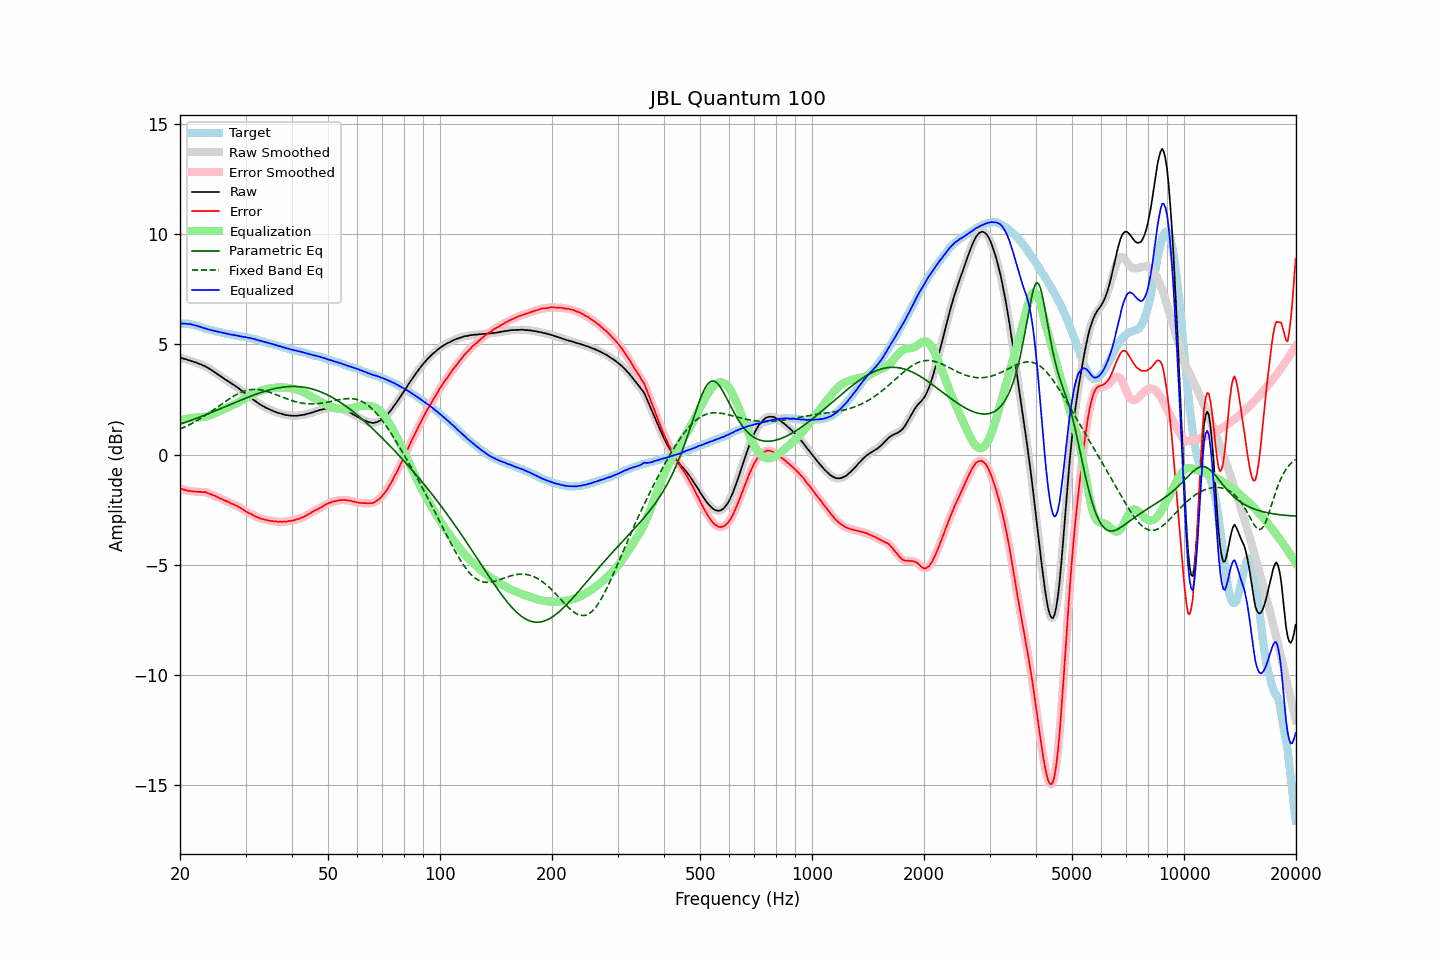 JBL Quantum 100
15
10
5
0
−5
−10
−15
Amplitude (dBr)
Target
Raw Smoothed
Error Smoothed
Raw
Error
Equalization
Parametric Eq
Fixed Band Eq
Equalized
20 50 100 200 500 1000 2000 5000 10000 20000
Frequency (Hz)